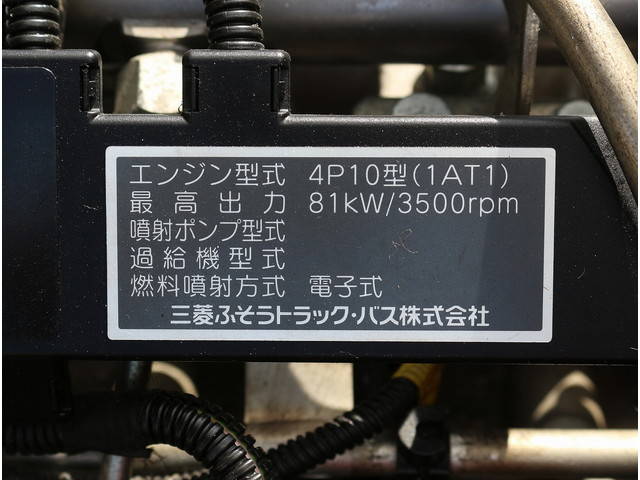 エンジン型式 4P10型(1AT1)
最高出力 81kW/3500rpm
噴射ポンプ型式
過給機型式
燃料噴射方式 電子式
三菱ふそうトラック・バス株式会社